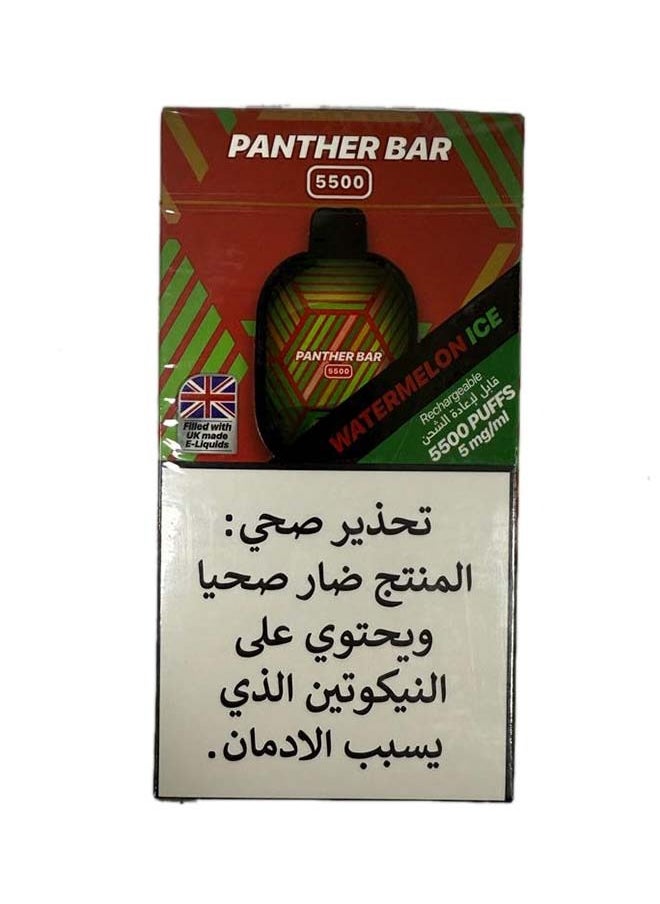 PANTHER BAR
5500
PANTHER BAR
5500
WATERMELON ICE
Rechargeable
قابل لإعادة الشحن
5500 PUFFS
5 mg/ml
Filled with
UK made
E-Liquids
تحذير صحي:
المنتج ضار صحيا
ويحتوي على
النيكوتين الذي
يسبب الادمان.